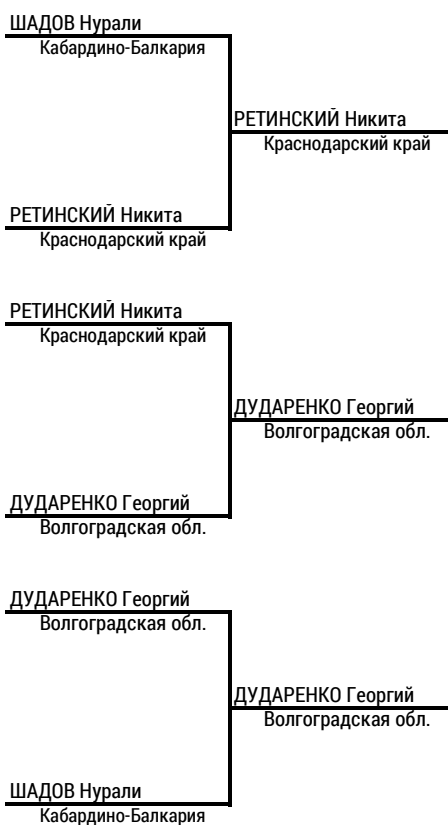 ШАДОВ Нурали
Кабардино-Балкария
РЕТИНСКИЙ Никита
Краснодарский край
РЕТИНСКИЙ Никита
Краснодарский край
РЕТИНСКИЙ Никита
Краснодарский край
ДУДАРЕНКО Георгий
Волгоградская обл.
ДУДАРЕНКО Георгий
Волгоградская обл.
ДУДАРЕНКО Георгий
Волгоградская обл.
ДУДАРЕНКО Георгий
Волгоградская обл.
ШАДОВ Нурали
Кабардино-Балкария